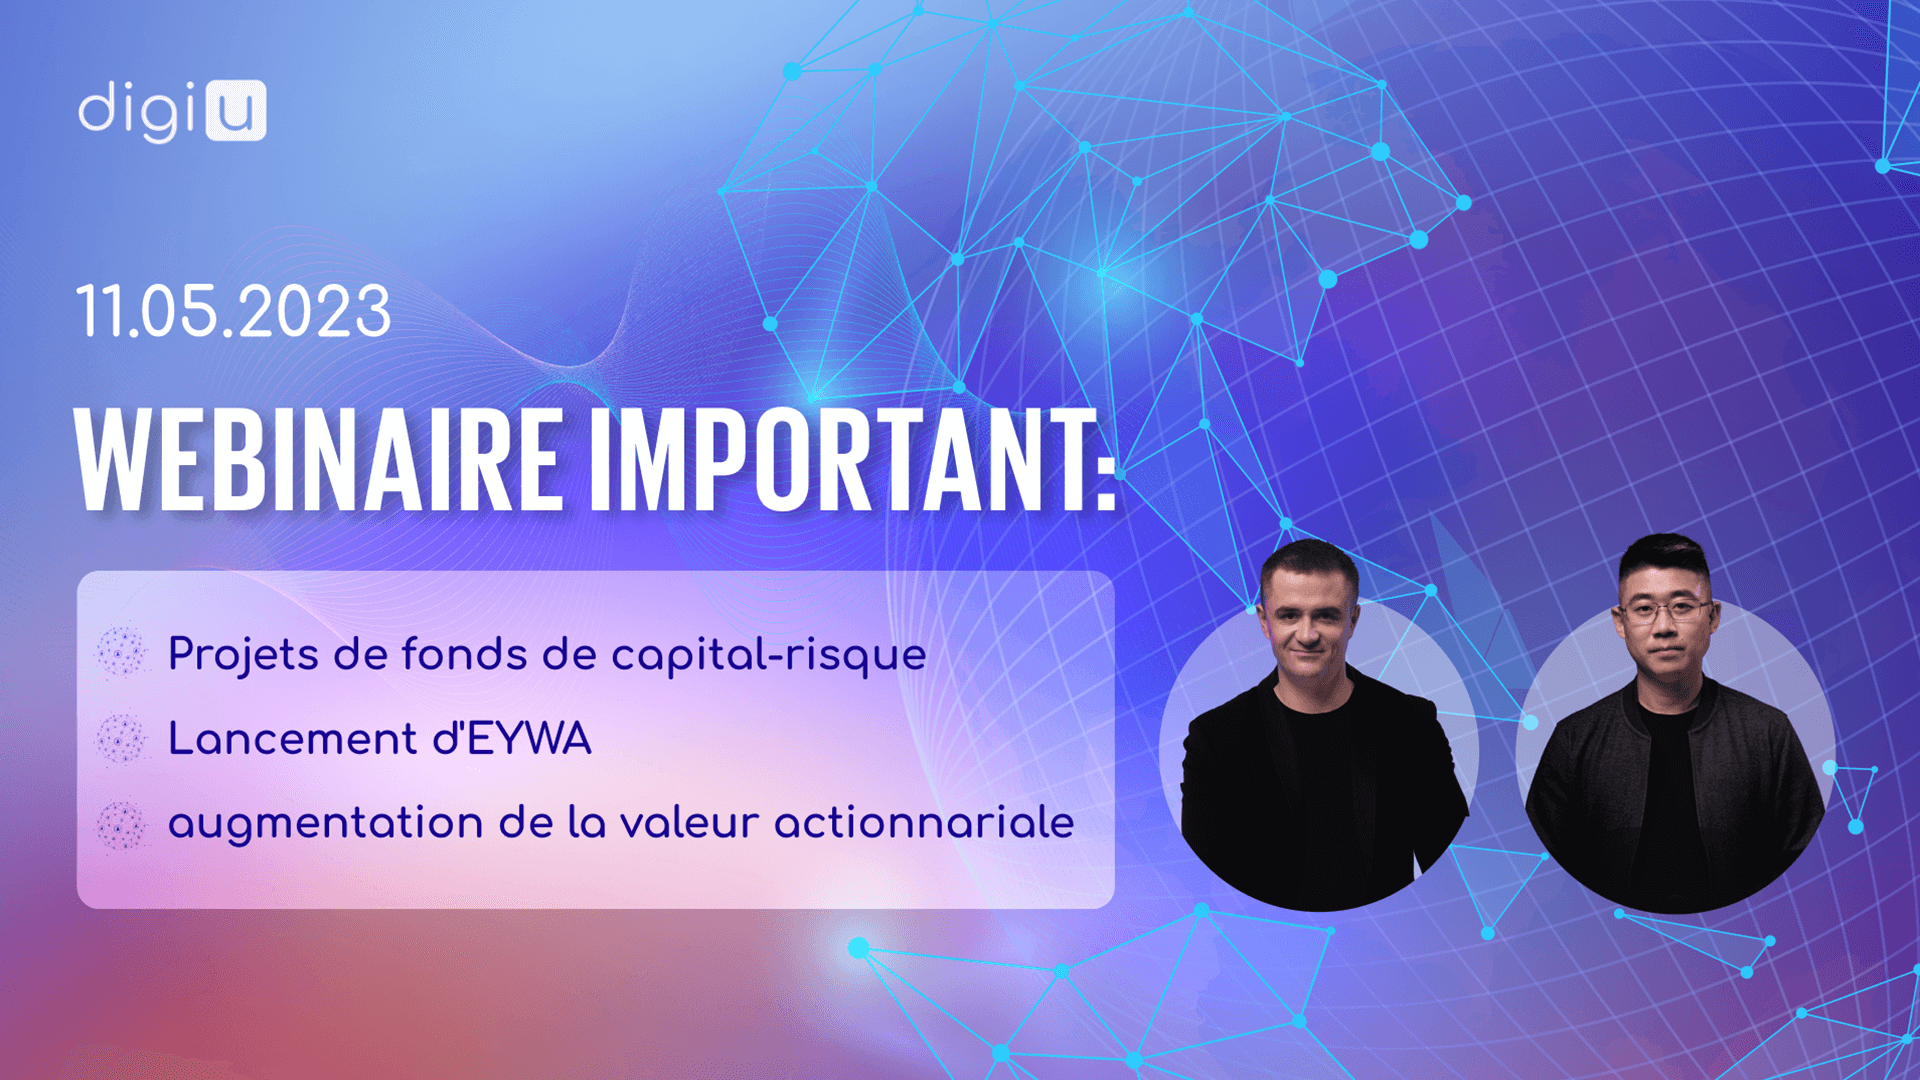 digiu
11.05.2023
WEBINAIRE IMPORTANT:
Projets de fonds de capital-risque
Lancement d'EYWA
augmentation de la valeur actionnariale